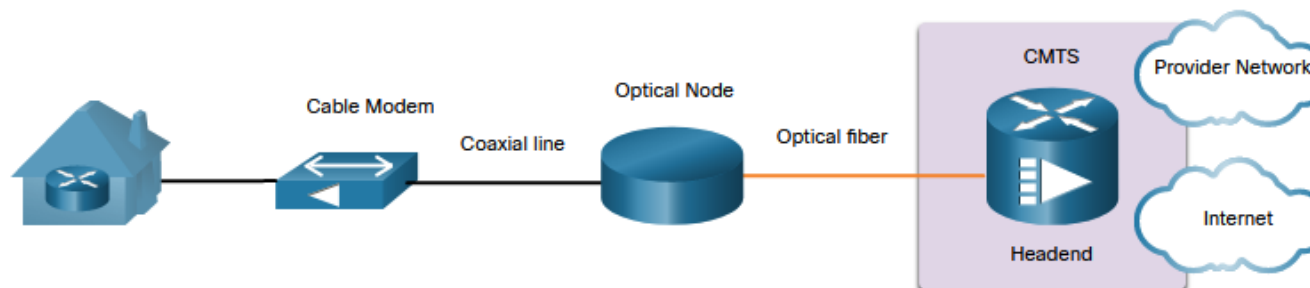 Cable Modem
Coaxial line
Optical Node
Optical fiber
CMTS
Headend
Provider Network
Internet